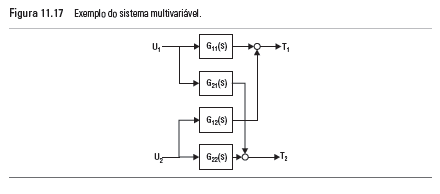 Figura 11.17 Exemplo do sistema multivariável.
U1 G11(s) T1
G21(s)
G12(s)
U2 G22(s) T2